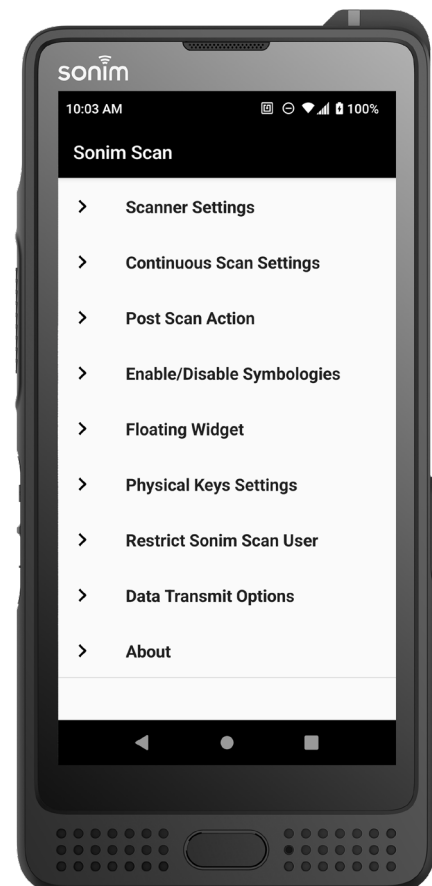 sonim
10:03 AM 100%
Sonim Scan
Scanner Settings
Continuous Scan Settings
Post Scan Action
Enable/Disable Symbologies
Floating Widget
Physical Keys Settings
Restrict Sonim Scan User
Data Transmit Options
About